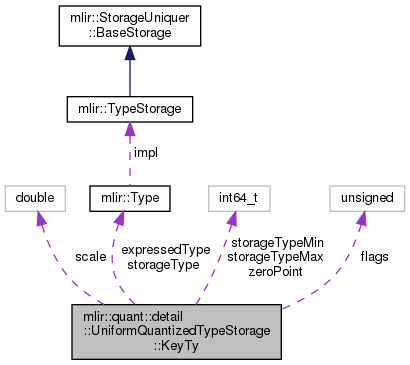 mlir::StorageUniquer
::BaseStorage
mlir::TypeStorage
impl
double
mlir::Type
int64_t
unsigned
scale
expressedType
storageType
storageTypeMin
storageTypeMax
zeroPoint
flags
mlir::quant::detail
::UniformQuantizedTypeStorage
::KeyTy